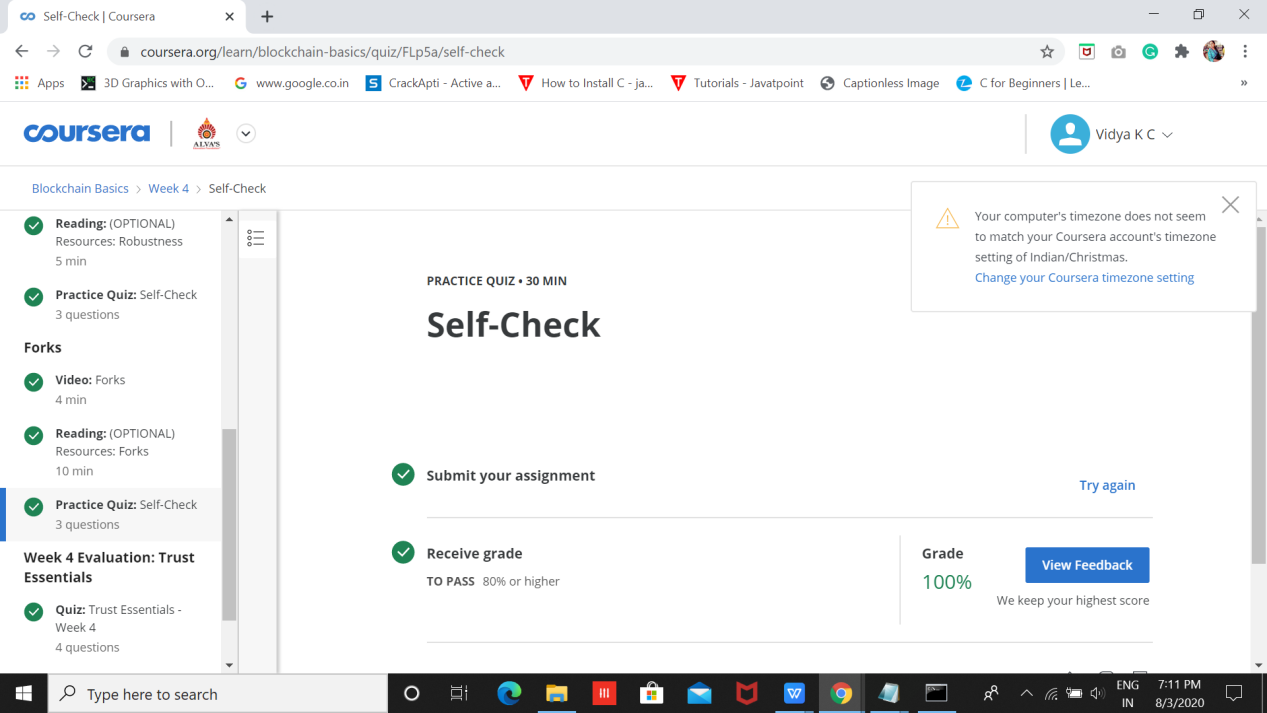 Self-Check | Coursera
coursera.org/learn/blockchain-basics/quiz/FLp5a/self-check
Apps
3D Graphics with O...
www.google.co.in
CrackApti - Active a...
How to Install C - ja...
Tutorials - Javatpoint
Captionless Image
C for Beginners | Le...
»
coursera
ALVA'S
Vidya K C
Blockchain Basics
Week 4
Self-Check
Your computer's timezone does not seem
to match your Coursera account's timezone
setting of Indian/Christmas.
Change your Coursera timezone setting
Reading: (OPTIONAL)
Resources: Robustness
5 min
Practice Quiz: Self-Check
3 questions
Forks
Video: Forks
4 min
Reading: (OPTIONAL)
Resources: Forks
10 min
Practice Quiz: Self-Check
3 questions
Week 4 Evaluation: Trust
Essentials
Quiz: Trust Essentials -
Week 4
4 questions
PRACTICE QUIZ • 30 MIN
Self-Check
Submit your assignment
Try again
Receive grade
TO PASS 80% or higher
Grade
100%
View Feedback
We keep your highest score
Type here to search
ENG
IN
7:11 PM
8/3/2020